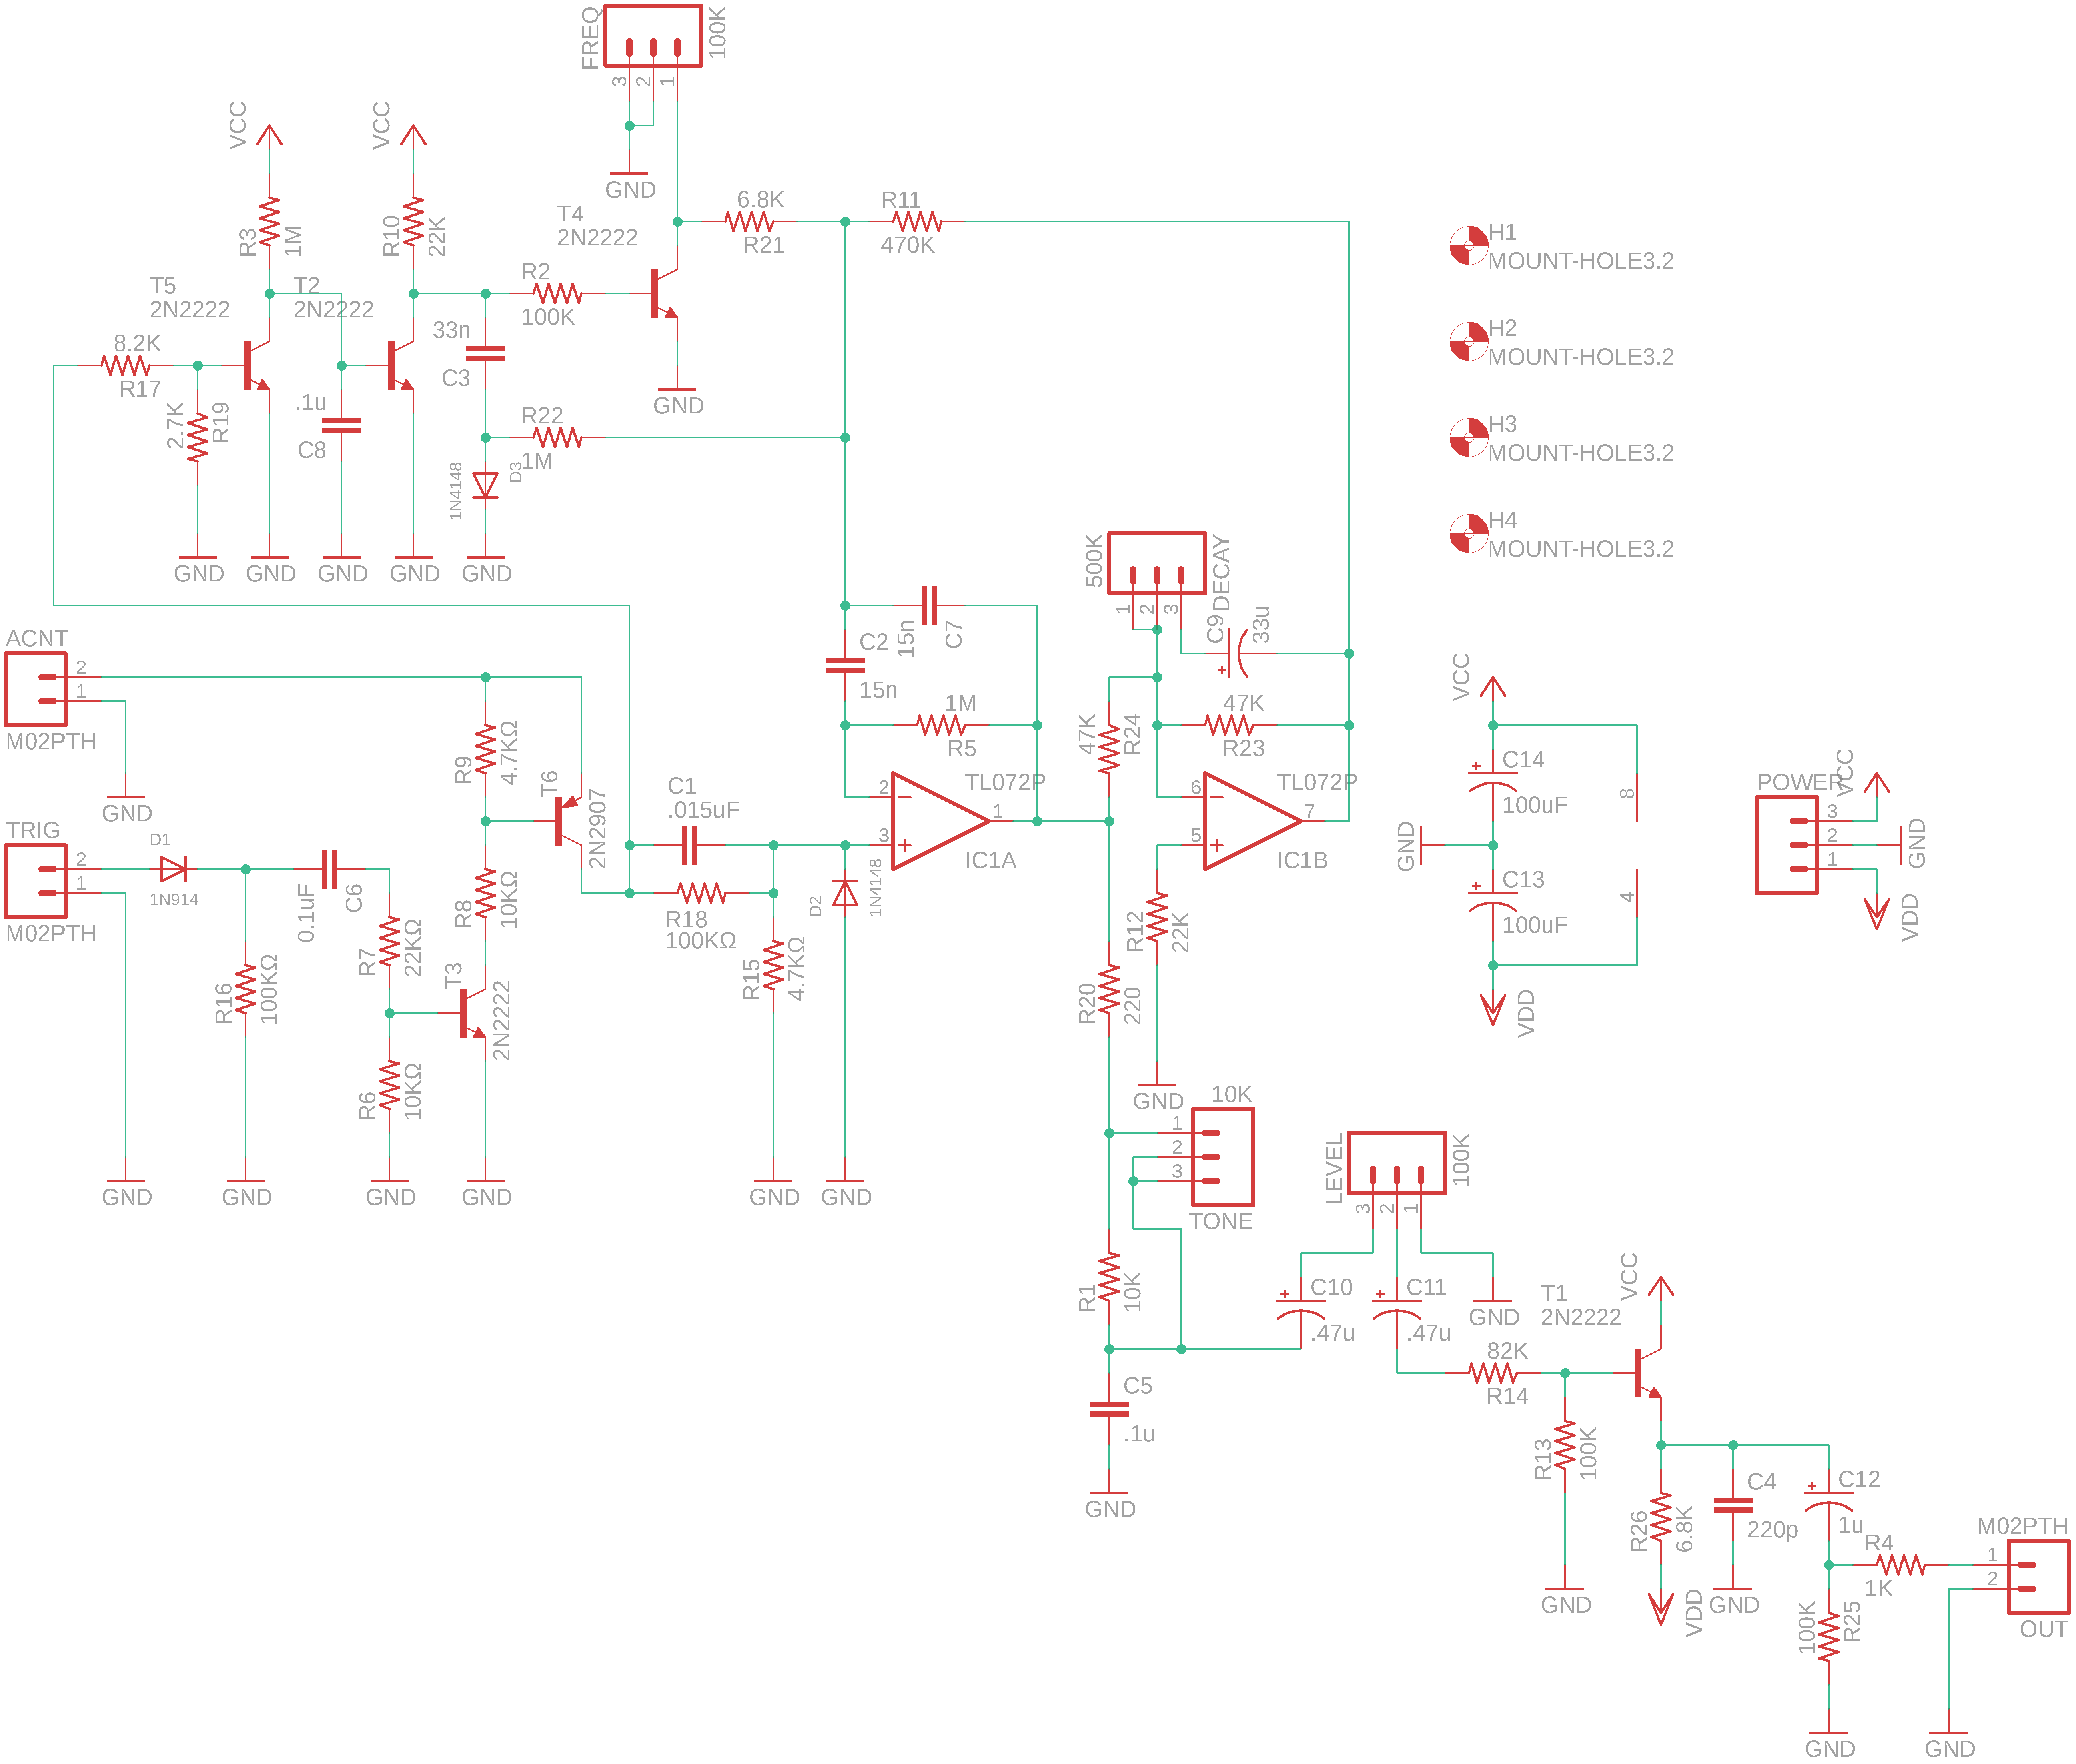 FREQ
100K
3
2
1
GND
VCC
VCC
R3
1M
R10
22K
T4
2N2222
6.8K
R21
R11
470K
T5
2N2222
T2
2N2222
R2
100K
8.2K
R17
33n
C3
GND
2.7K
R19
.1u
C8
R22
1M
1N4148
D3
GND
GND
GND
GND
GND
H1
MOUNT-HOLE3.2
H2
MOUNT-HOLE3.2
H3
MOUNT-HOLE3.2
H4
MOUNT-HOLE3.2
ACNT
2
1
M02PTH
GND
TRIG
2
1
M02PTH
D1
1N914
0.1uF
C6
R16
100KΩ
R7
22KΩ
R6
10KΩ
R9
4.7KΩ
R8
10KΩ
T3
2N2222
T6
2N2907
C1
.015uF
R18
100KΩ
R15
4.7KΩ
D2
1N4148
GND
GND
GND
GND
GND
GND
C2
15n
15n
C7
1M
R5
2
3
1
TL072P
IC1A
500K
DECAY
1
2
3
C9
33u
47K
R24
47K
R23
6
5
7
TL072P
IC1B
R12
22K
GND
R20
220
10K
1
2
3
TONE
R1
10K
C5
.1u
GND
VCC
C14
100uF
GND
C13
100uF
VDD
8
4
POWER
VCC
3
2
1
GND
VDD
LEVEL
100K
3
2
1
C10
.47u
C11
.47u
GND
T1
2N2222
VCC
82K
R14
R13
100K
GND
R26
6.8K
VDD
C4
220p
GND
C12
1u
R4
1K
100K
R25
GND
M02PTH
1
2
OUT
GND